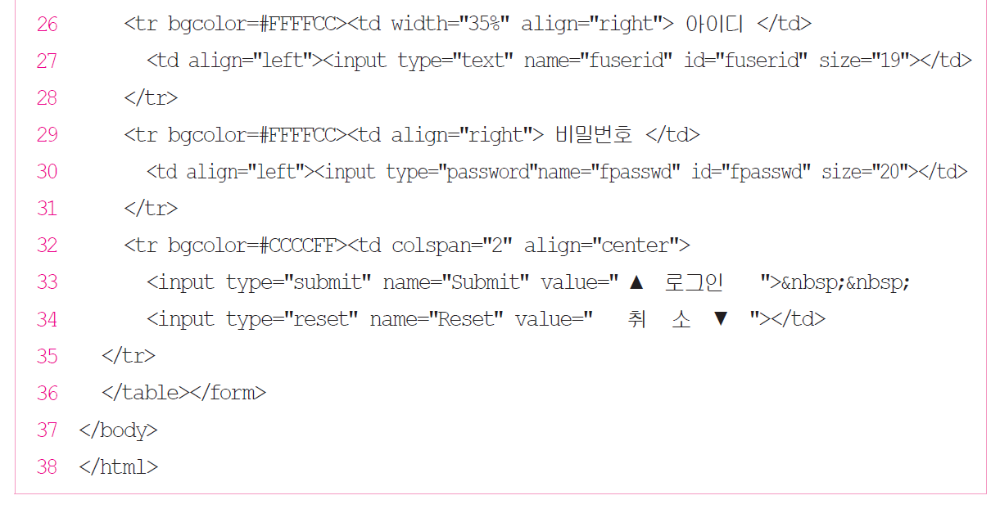 26 <tr bgcolor=#FFFFCC><td width="35%" align="right"> 아이디 </td>
27 <td align="left"><input type="text" name="fuserid" id="fuserid" size="19"></td>
28 </tr>
29 <tr bgcolor=#FFFFCC><td align="right"> 비밀번호 </td>
30 <td align="left"><input type="password"name="fpasswd" id="fpasswd" size="20"></td>
31 </tr>
32 <tr bgcolor=#CCCCFF><td colspan="2" align="center">
33 <input type="submit" name="Submit" value=" ▲ 로그인 ">&nbsp;&nbsp;
34 <input type="reset" name="Reset" value=" 취 소 ▼ "></td>
35 </tr>
36 </table></form>
37 </body>
38 </html>